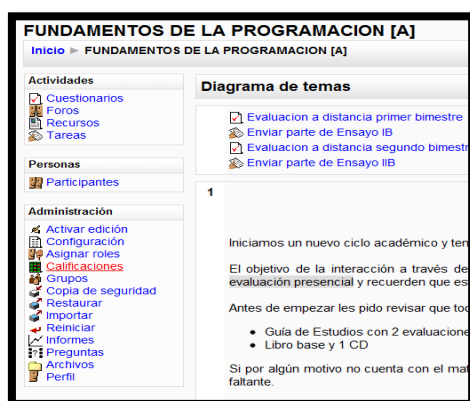 FUNDAMENTOS DE LA PROGRAMACION [A]
Inicio ► FUNDAMENTOS DE LA PROGRAMACION [A]
Actividades
Cuestionarios
Foros
Recursos
Tareas
Personas
Participantes
Administración
Activar edición
Configuración
Asignar roles
Calificaciones
Grupos
Copia de seguridad
Restaurar
Importar
Reiniciar
Informes
Preguntas
Archivos
Perfil
Diagrama de temas
Evaluacion a distancia primer bimestre
Enviar parte de Ensayo IB
Evaluacion a distancia segundo bimestr
Enviar parte de Ensayo IIB
1
Iniciamos un nuevo ciclo académico y ten
El objetivo de la interacción a través de
evaluación presencial y recuerden que es
Antes de empezar les pido revisar que to
• Guía de Estudios con 2 evaluacione
• Libro base y 1 CD
Si por algún motivo no cuenta con el mat
faltante.